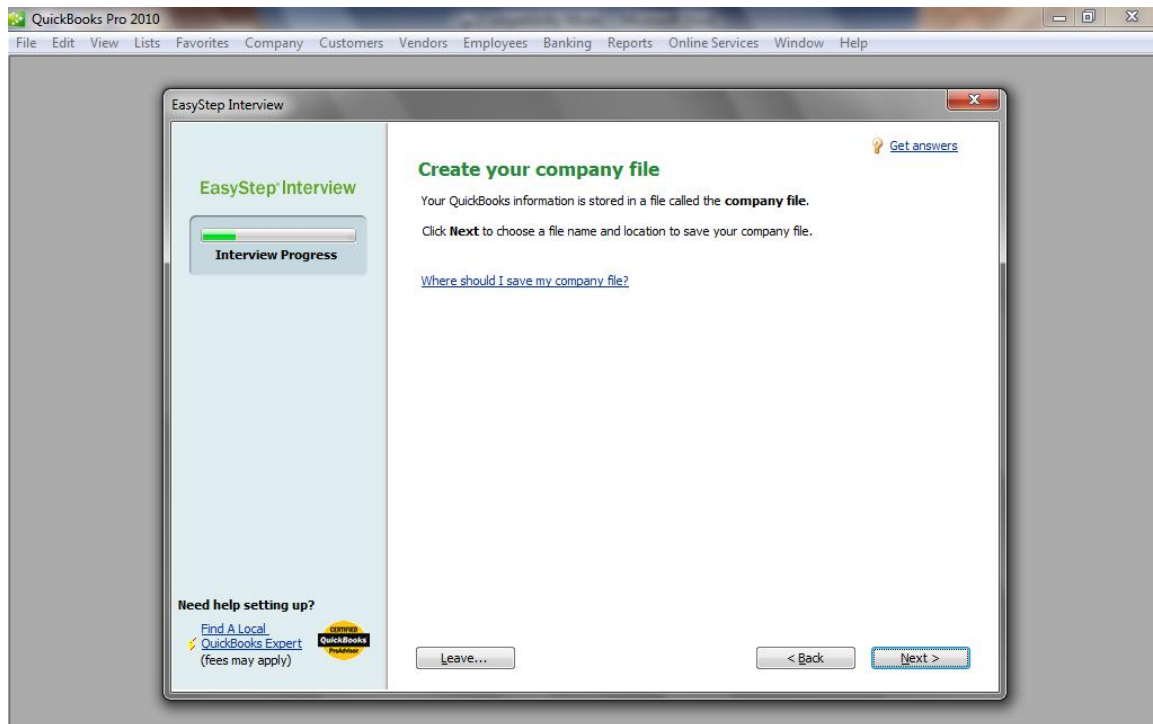 QuickBooks Pro 2010
File Edit View Lists Favorites Company Customers Vendors Employees Banking Reports Online Services Window Help
EasyStep Interview
Get answers
EasyStep Interview
Interview Progress
Create your company file
Your QuickBooks information is stored in a file called the company file.
Click Next to choose a file name and location to save your company file.
Where should I save my company file?
Need help setting up?
Find A Local
QuickBooks Expert
(fees may apply)
CERTIFIED
QuickBooks
ProAdvisor
Leave...
< Back
Next >